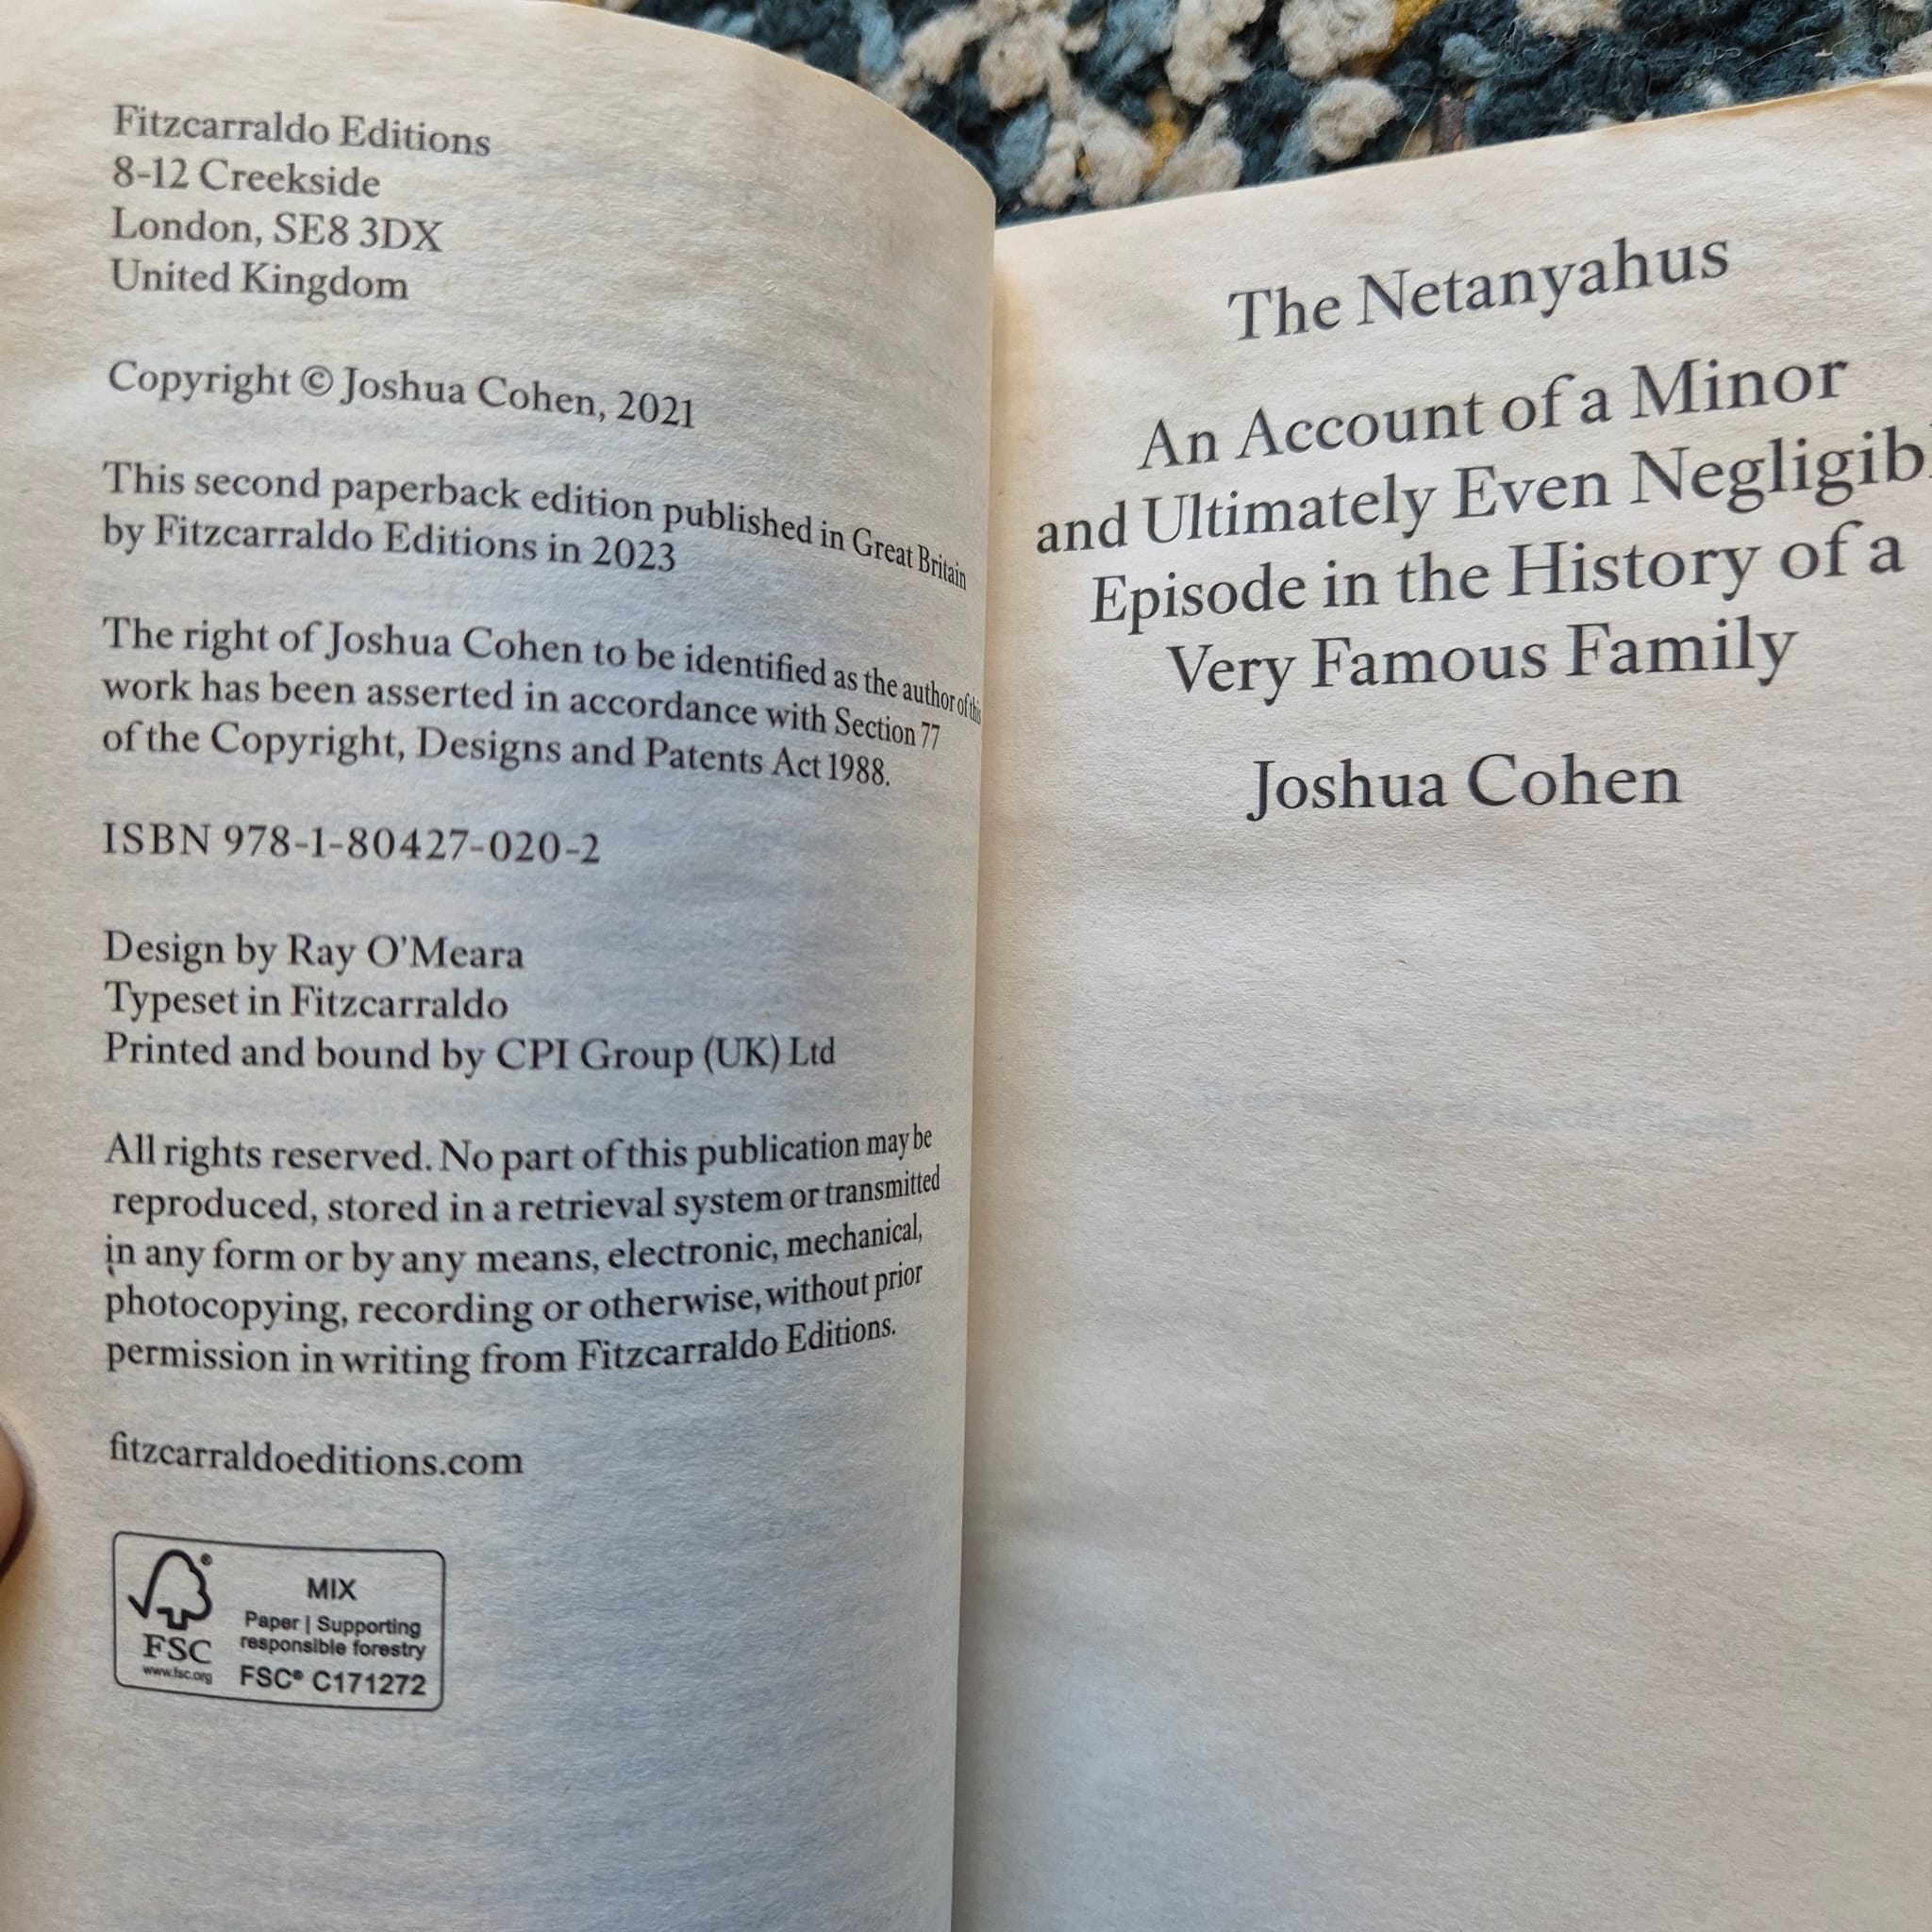 Fitzcarraldo Editions
8-12 Creekside
London, SE8 3DX
United Kingdom
Copyright © Joshua Cohen, 2021
This second paperback edition published in Great Britain
by Fitzcarraldo Editions in 2023
The right of Joshua Cohen to be identified as the author of this
work has been asserted in accordance with Section 77
of the Copyright, Designs and Patents Act 1988.
ISBN 978-1-80427-020-2
Design by Ray O'Meara
Typeset in Fitzcarraldo
Printed and bound by CPI Group (UK) Ltd
All rights reserved. No part of this publication may be
reproduced, stored in a retrieval system or transmitted
in any form or by any means, electronic, mechanical,
photocopying, recording or otherwise, without prior
permission in writing from Fitzcarraldo Editions.
fitzcarraldoeditions.com
FSC
www.fsc.org
MIX
Paper | Supporting
responsible forestry
FSC® C171272
The Netanyahus
An Account of a Minor
and Ultimately Even Negligib
Episode in the History of a
Very Famous Family
Joshua Cohen